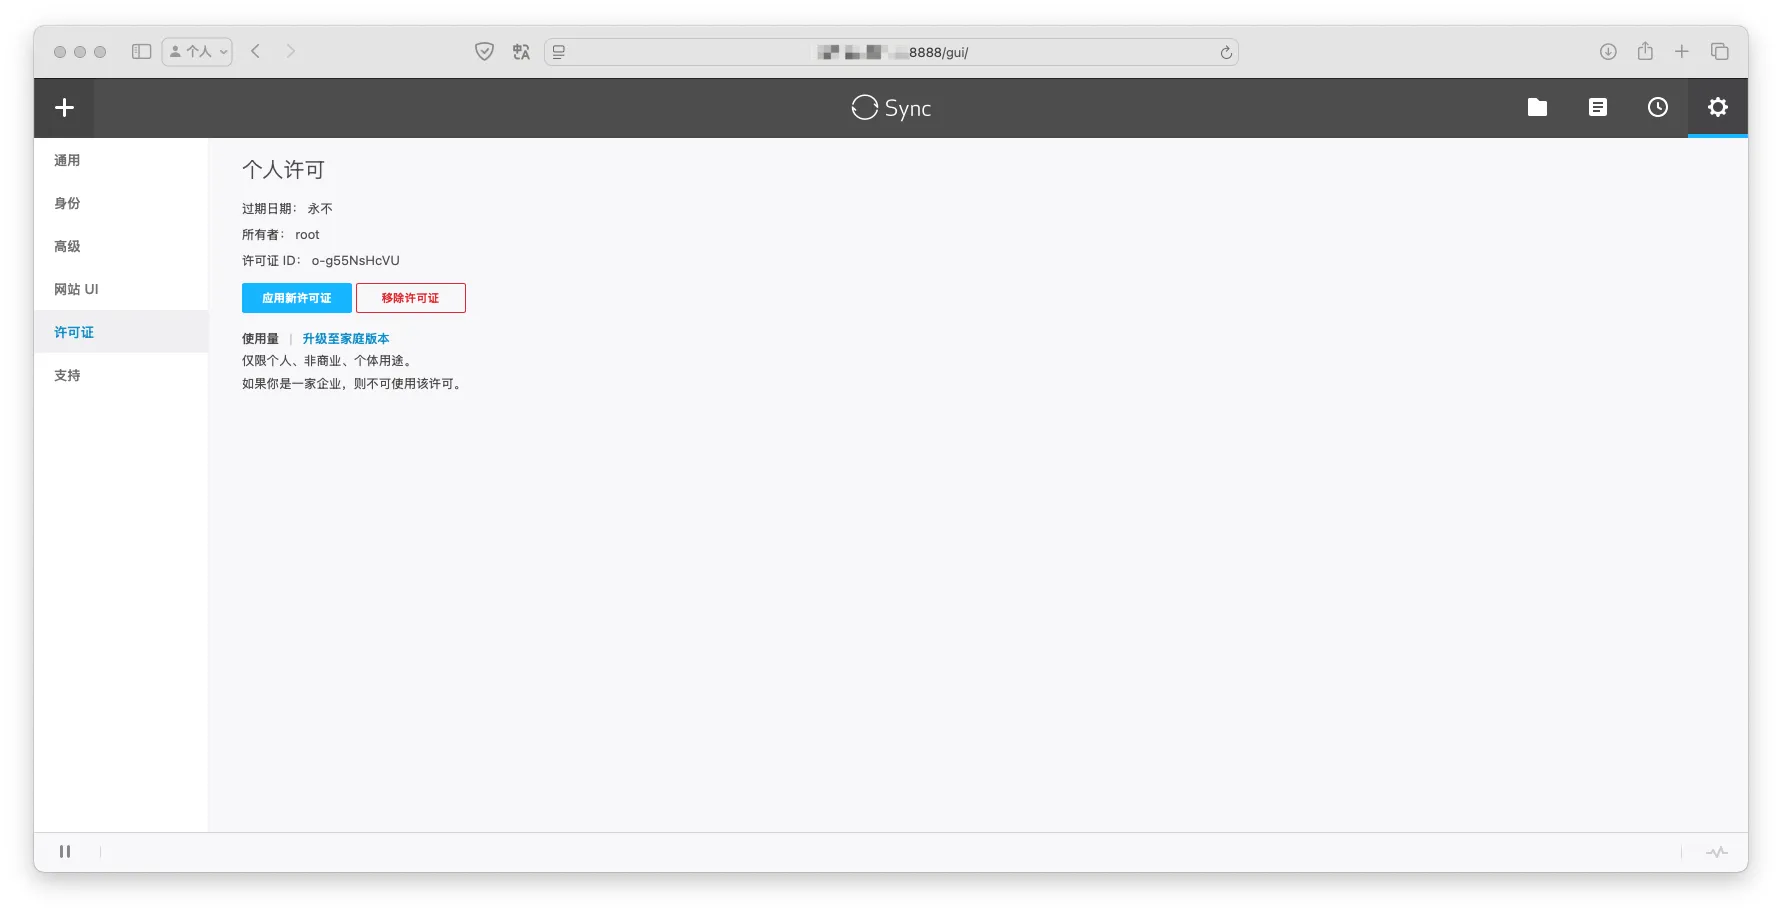 个人
8888/gui/
Sync
通用
身份
高级
网站 UI
许可证
支持
个人许可
过期日期： 永不
所有者： root
许可证 ID： o-g55NsHcVU
应用新许可证 移除许可证
使用量 | 升级至家庭版本
仅限个人、非商业、个体用途。
如果你是一家企业，则不可使用该许可。